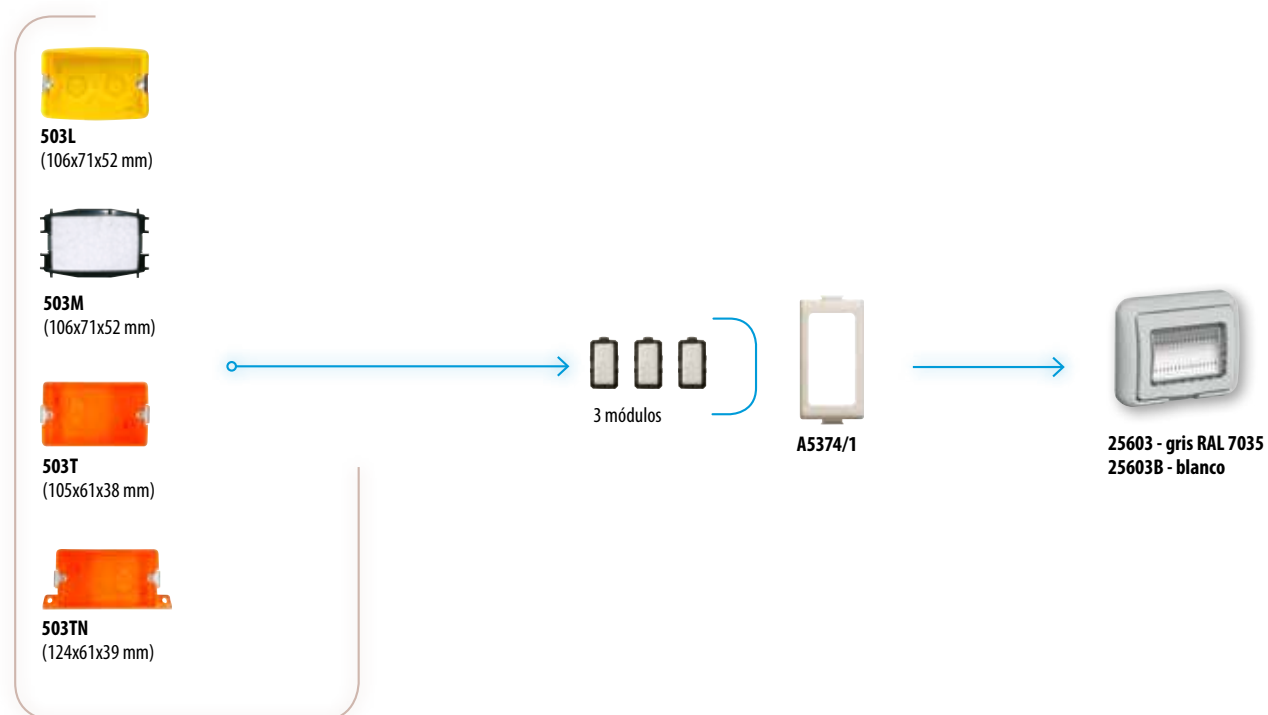 503L
(106x71x52 mm)
503M
(106x71x52 mm)
503T
(105x61x38 mm)
503TN
(124x61x39 mm)
3 módulos
A5374/1
25603 - gris RAL 7035
25603B - blanco